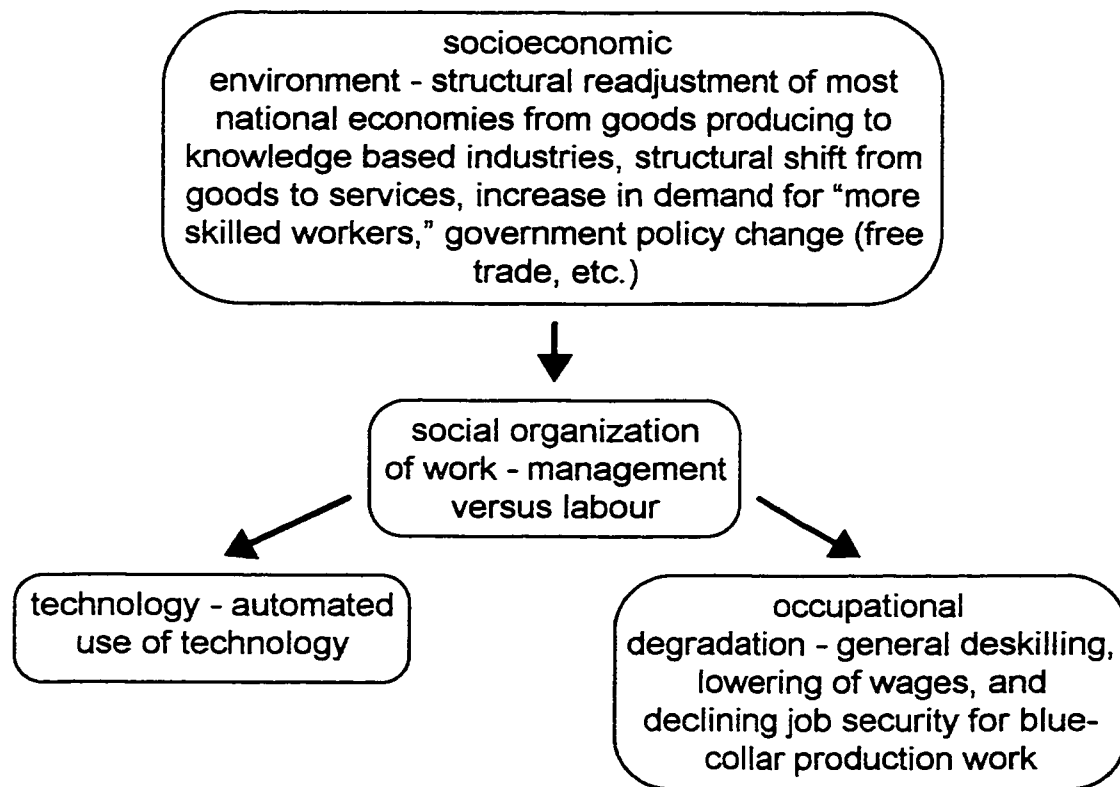 socioeconomic
environment - structural readjustment of most
national economies from goods producing to
knowledge based industries, structural shift from
goods to services, increase in demand for “more
skilled workers,” government policy change (free
trade, etc.)
social organization
of work - management
versus labour
technology - automated
use of technology
occupational
degradation - general deskilling,
lowering of wages, and
declining job security for blue-
collar production work